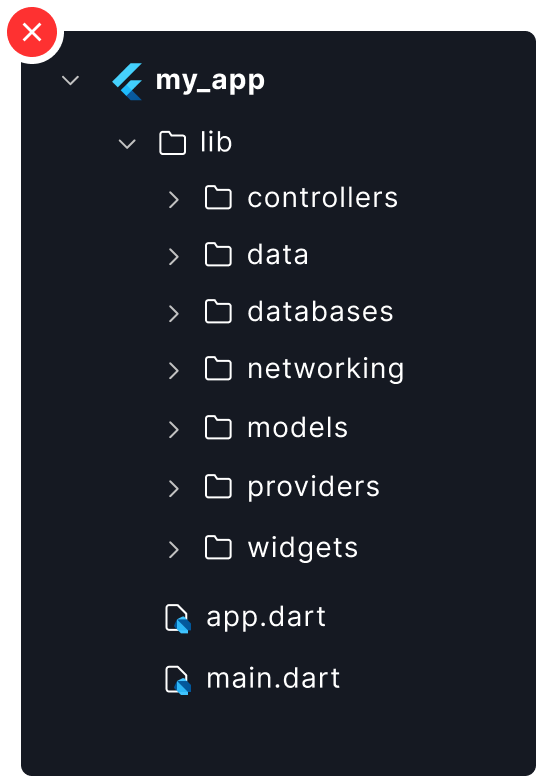 my_app
lib
controllers
data
databases
networking
models
providers
widgets
app.dart
main.dart